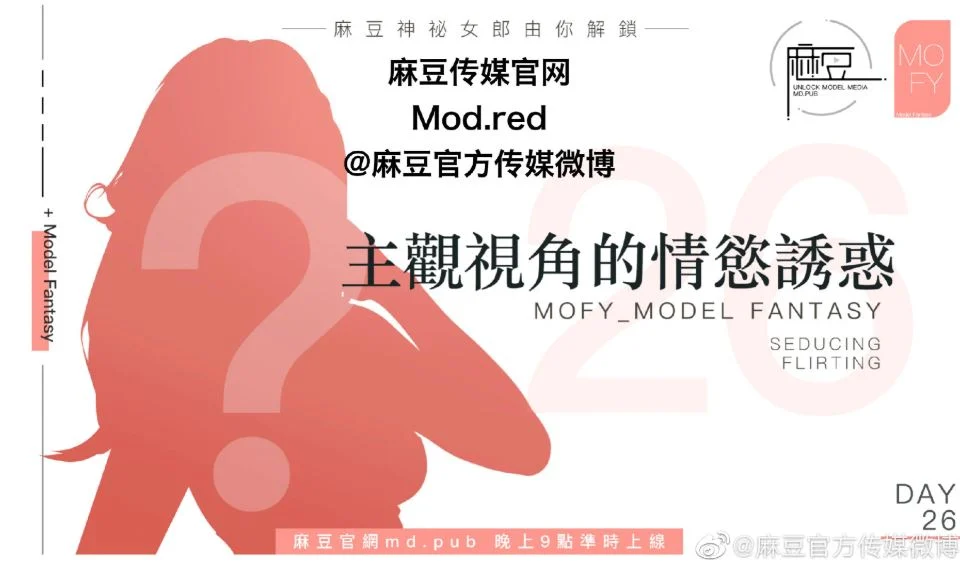 麻豆神祕女郎由你解鎖
麻豆传媒官网
Mod.red
@麻豆官方传媒微博
麻豆
UNLOCK MODEL MEDIA
MD.PUB
MO
FY
Model Fantasy
+ Model Fantasy
?
26
主觀視角的情慾誘惑
MOFY_MODEL FANTASY
SEDUCING
FLIRTING
DAY
26
麻豆官網md.pub 晚上9點準時上線
@麻豆官方传媒微博